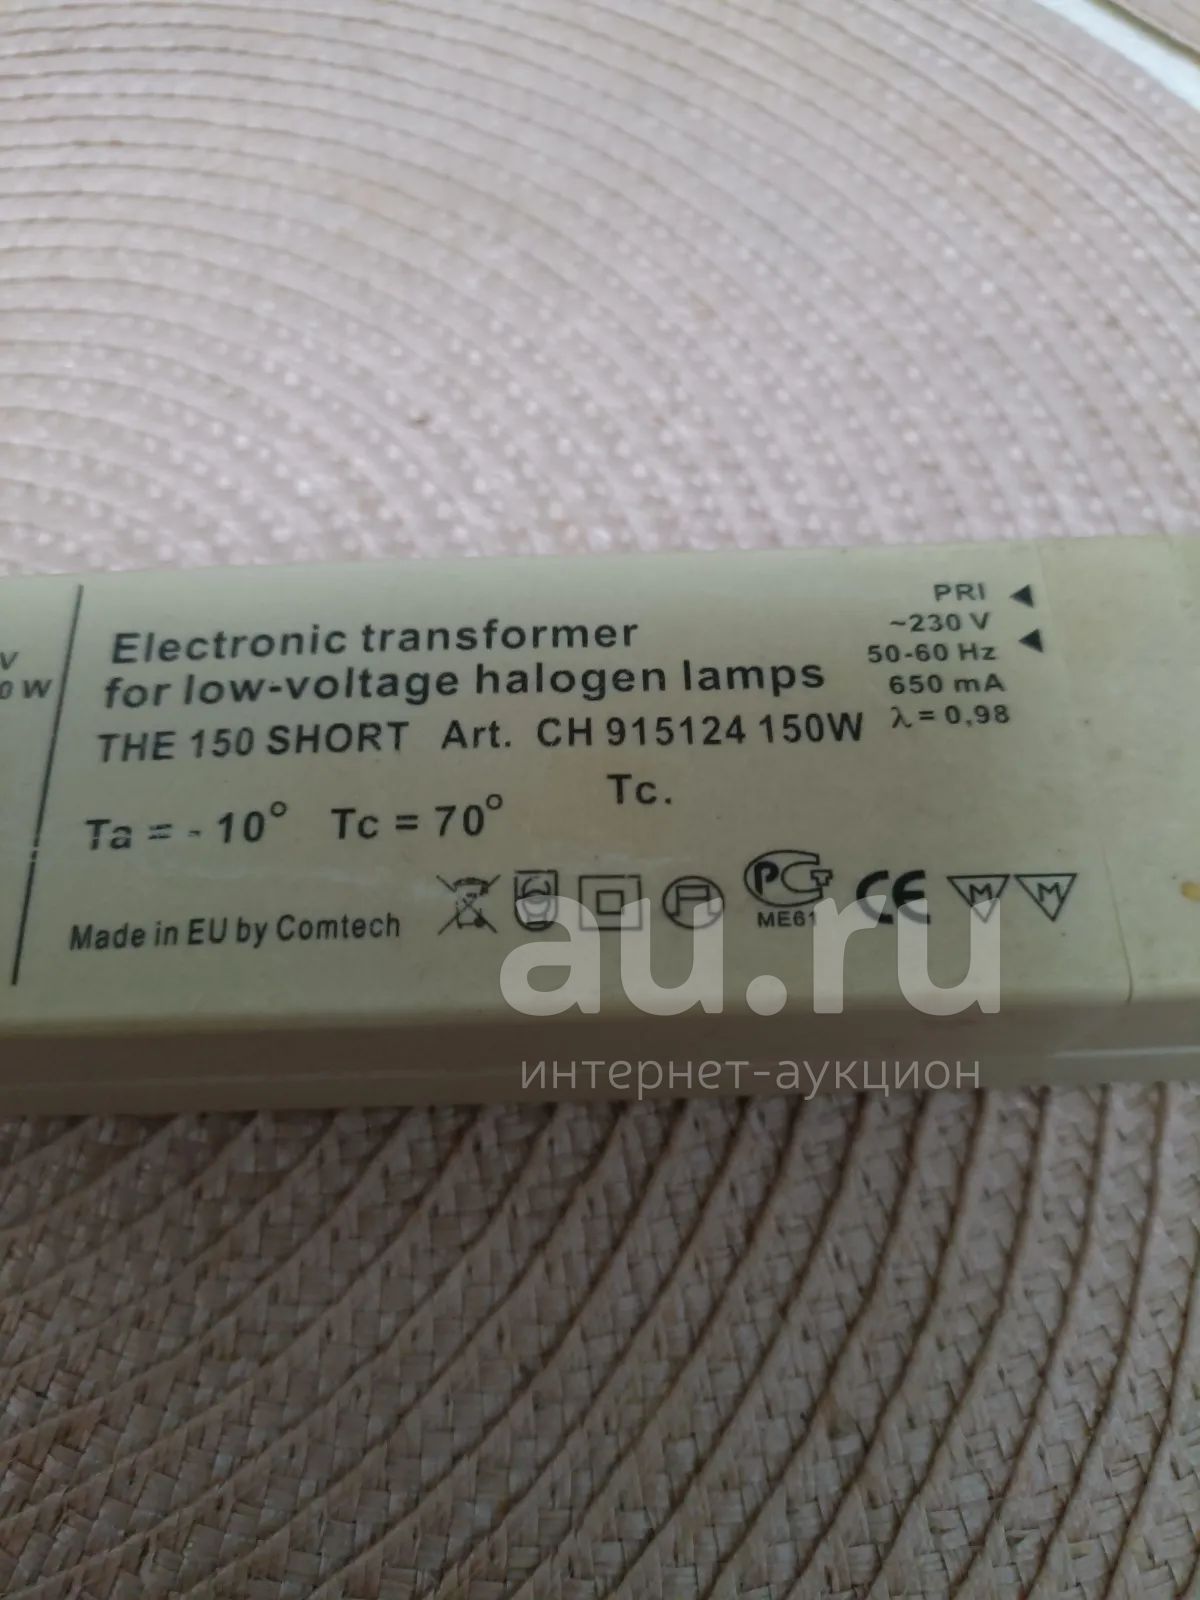 Electronic transformer
for low-voltage halogen lamps
THE 150 SHORT Art. CH 915124 150W
Tc.
Ta = - 10° Tc = 70°
Made in EU by Comtech
ME61
CE
M M
PRI ◀
~230 V
50-60 Hz ◀
650 mA
λ = 0,98
V
0 W
au.ru
интернет-аукцион